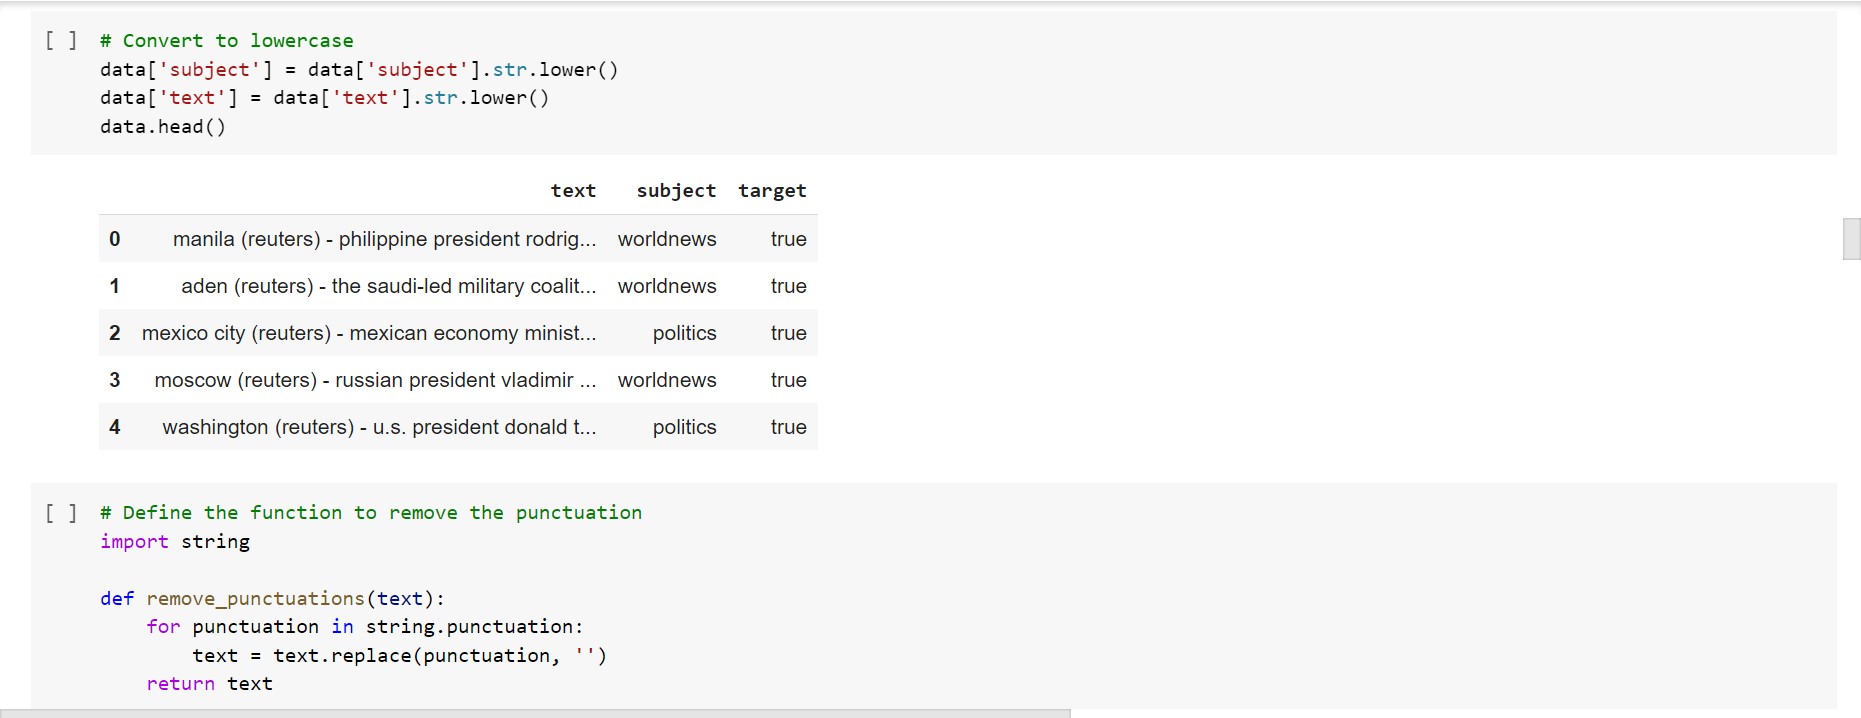 [ ] # Convert to lowercase
data['subject'] = data['subject'].str.lower()
data['text'] = data['text'].str.lower()
data.head()
text subject target
0 manila (reuters) - philippine president rodrig... worldnews true
1 aden (reuters) - the saudi-led military coalit... worldnews true
2 mexico city (reuters) - mexican economy minist... politics true
3 moscow (reuters) - russian president vladimir ... worldnews true
4 washington (reuters) - u.s. president donald t... politics true
[ ] # Define the function to remove the punctuation
import string
def remove_punctuations(text):
    for punctuation in string.punctuation:
        text = text.replace(punctuation, '')
    return text